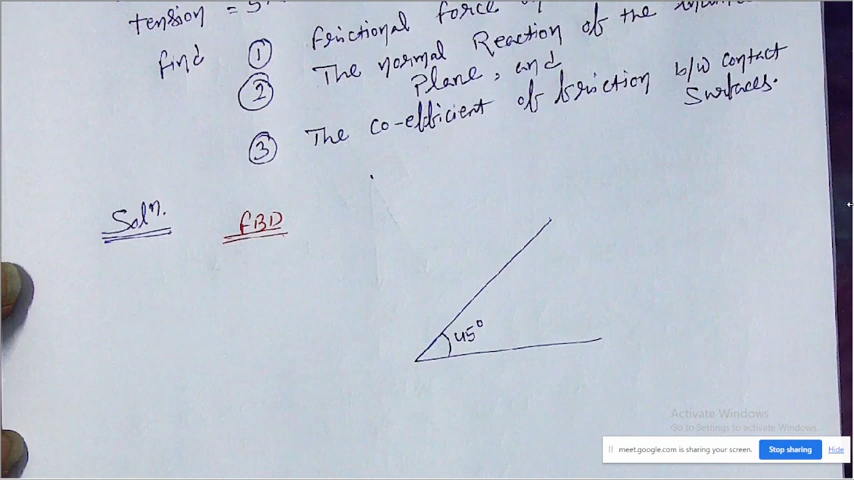 tension =
find ① frictional force
② The normal Reaction of the
Plane, and
③ The co-efficient of friction b/w contact
Surfaces.
Solⁿ. FBD
45°
Activate Windows
Go to Settings to activate Windows.
meet.google.com is sharing your screen. Stop sharing Hide